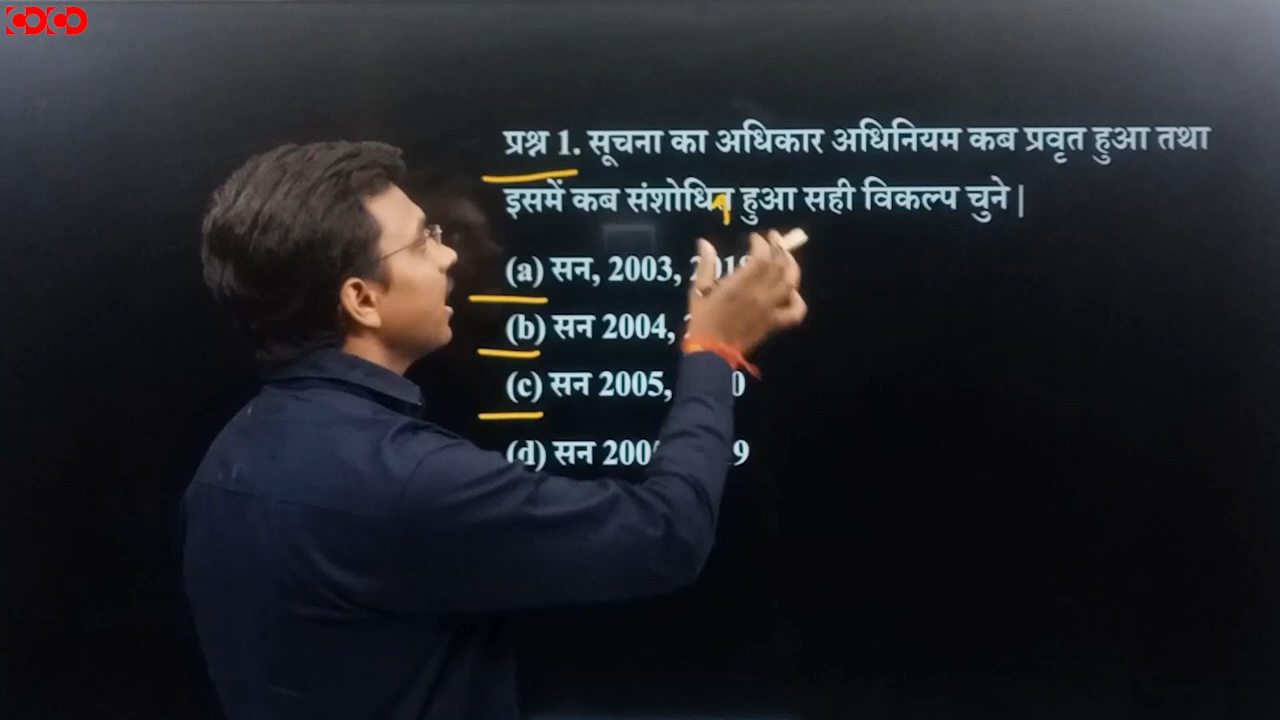 COCO
प्रश्न 1. सूचना का अधिकार अधिनियम कब प्रवृत हुआ तथा
इसमें कब संशोधित हुआ सही विकल्प चुने |
(a) सन, 2003,
(b) सन 2004,
(c) सन 2005,
(d) सन